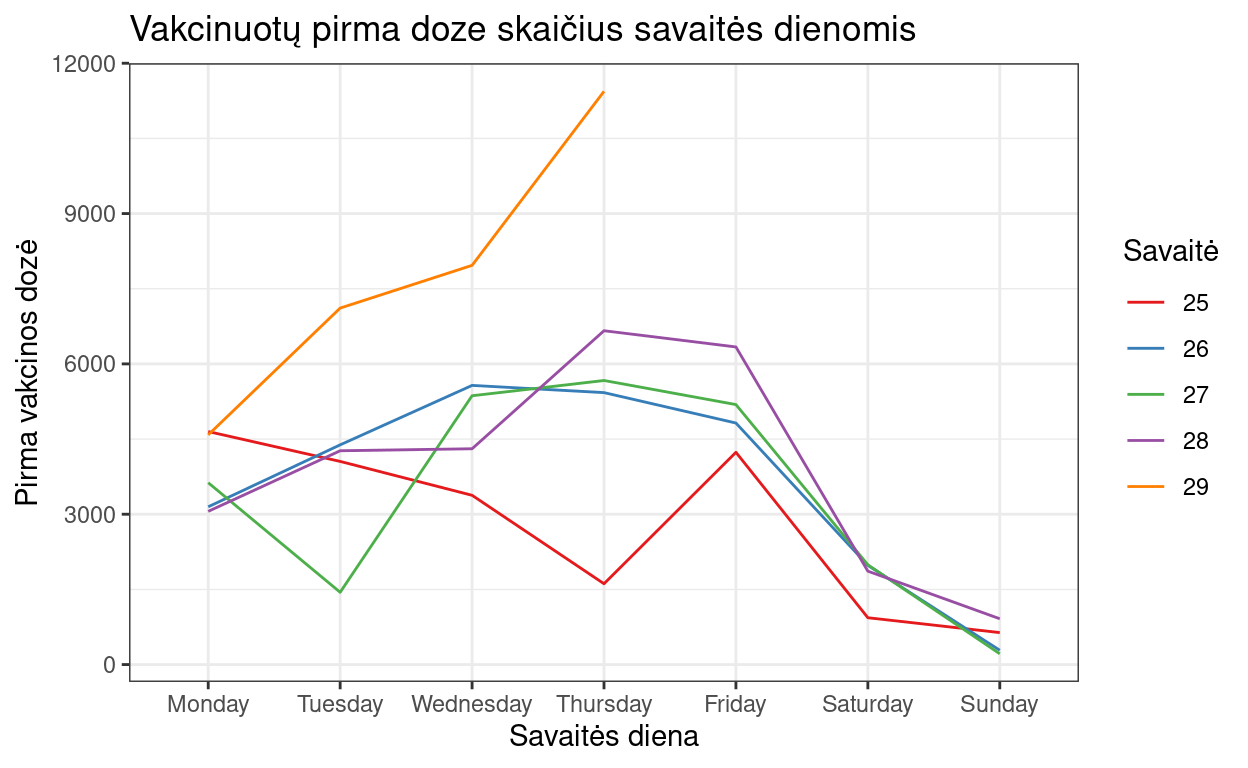 Vakcinuotų pirma doze skaičius savaitės dienomis
12000
9000
6000
3000
0
Pirma vakcinos dozė
Monday
Tuesday
Wednesday
Thursday
Friday
Saturday
Sunday
Savaitės diena
Savaitė
25
26
27
28
29